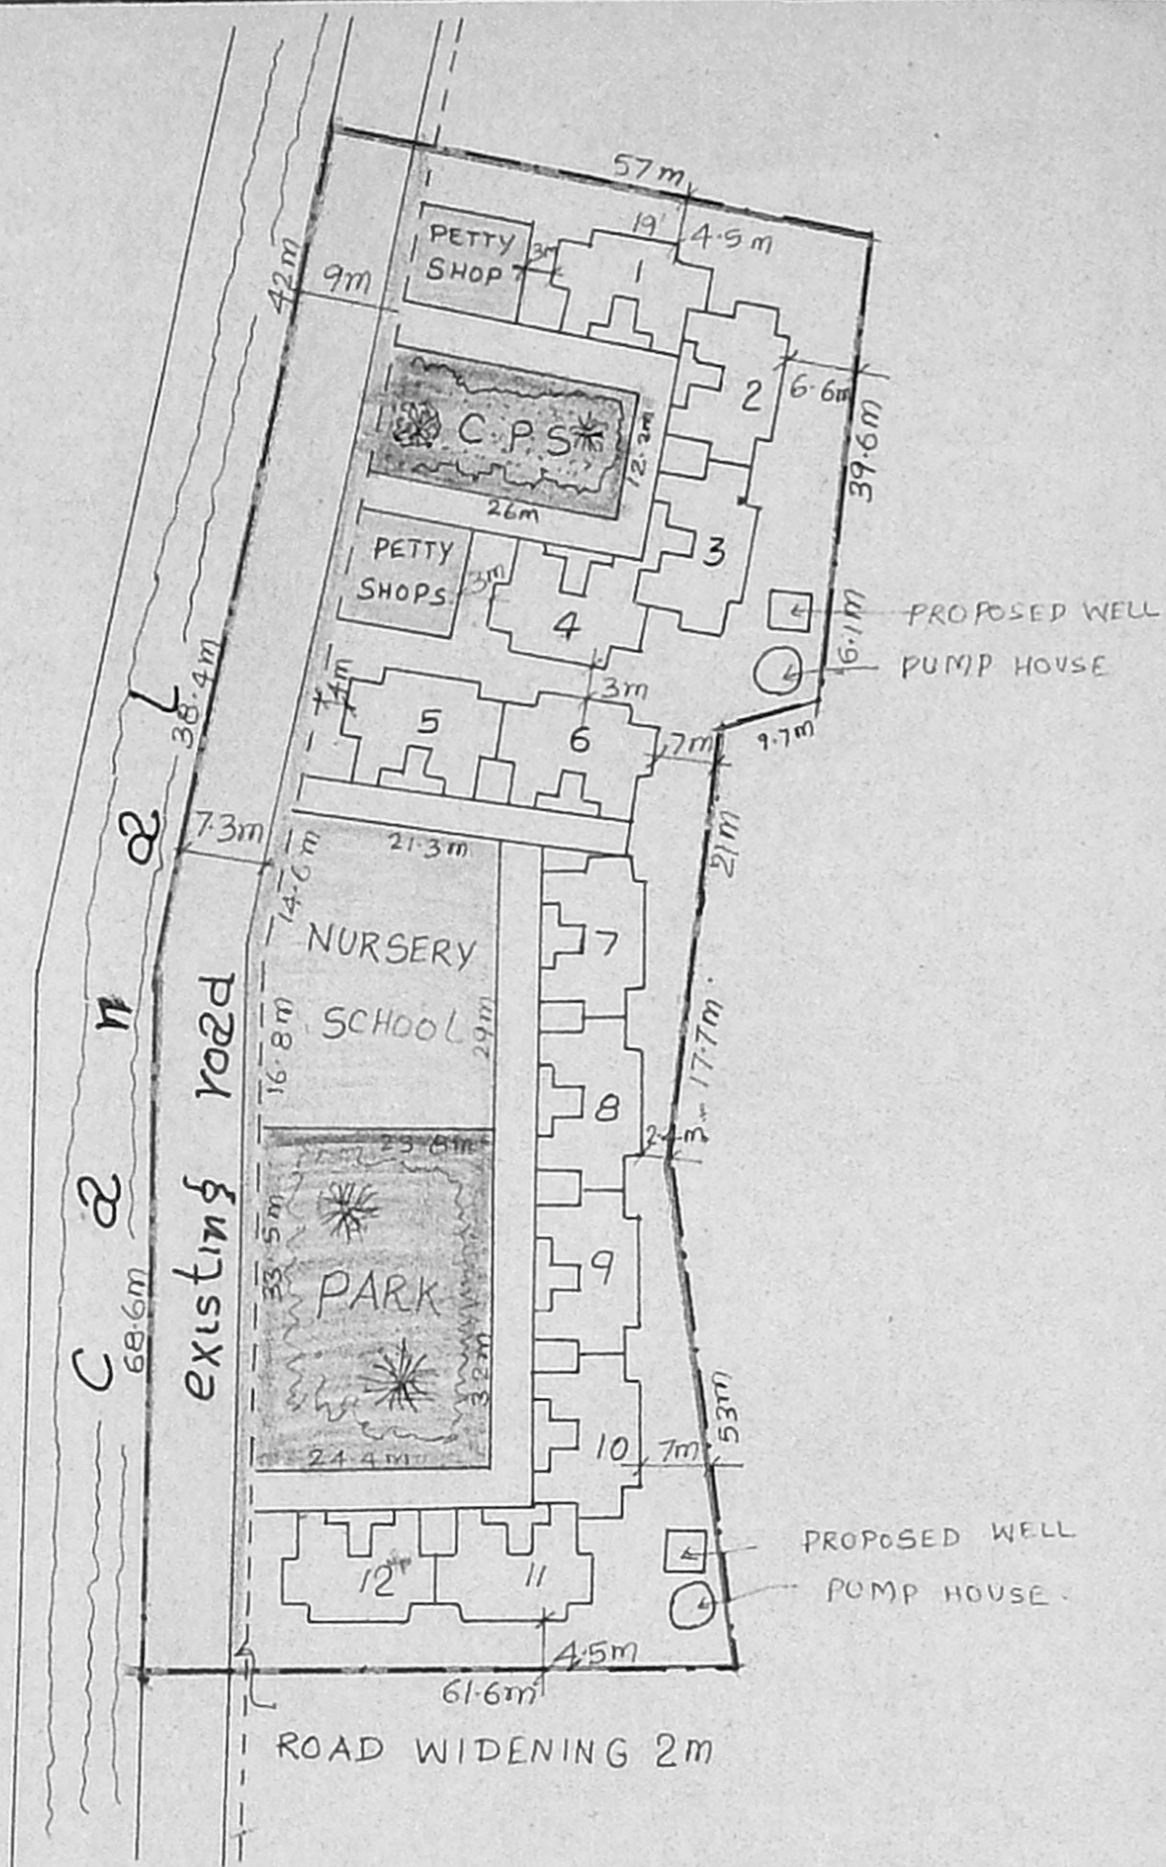 57m
19'
4.5m
PETTY
SHOP
3m
1
42m
9m
2
6.6m
C.P.S
12.2m
39.6m
26m
PETTY
SHOPS
3m
3
4
6.1m
PROPOSED WELL
PUMP HOUSE
38.4m
4m
3m
5
6
7m
9.7m
7.3m
14.6m
21.3m
21m
NURSERY
SCHOOL
7
16.8m
29m
17.7m
8
23.8m
canal
existing road
33.5m
PARK
9
32m
68.6m
53m
24.4m
10
7m
12
11
PROPOSED WELL
PUMP HOUSE.
4.5m
61.6m
ROAD WIDENING 2m